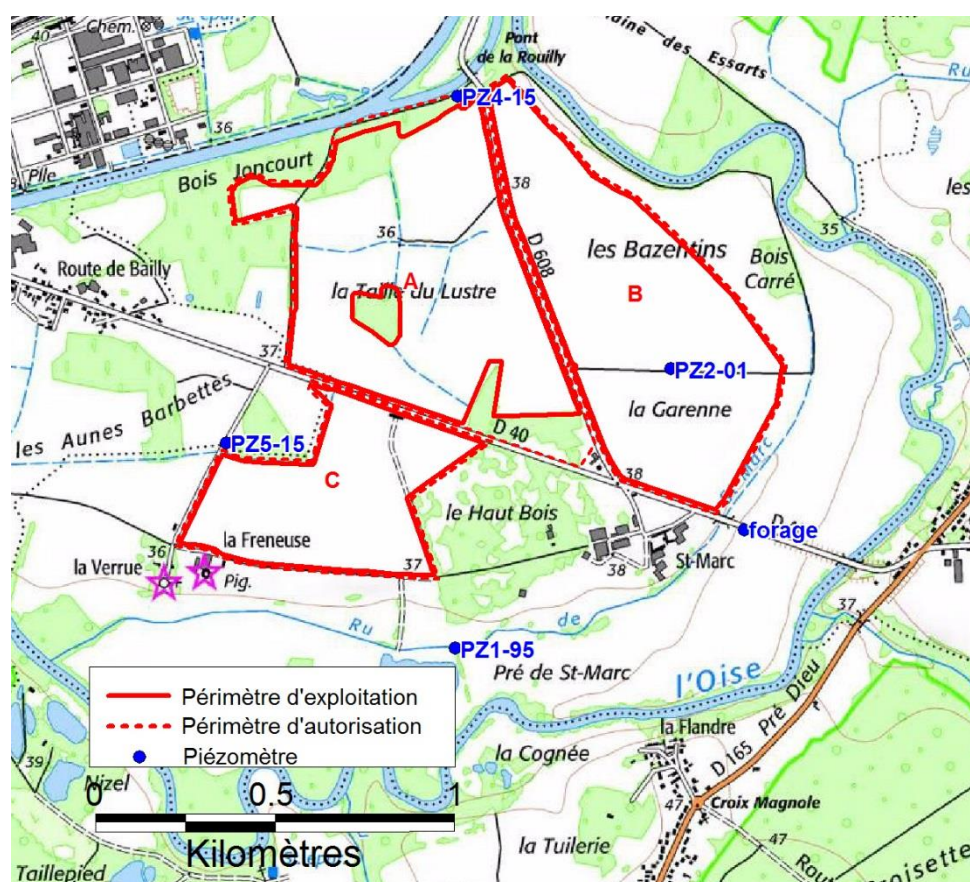 40
Chem.
Pont
de la Rouilly
Essarts
des
Ru
PZ4-15
36
Pile
Bois Joncourt
38
les
D 608
les Bazentins
35
Route de Bailly
36
la Taille du Lustre
A
B
Bois
Carré
37
PZ2-01
la Garenne
les Aunes Barbettes
PZ5-15
D 40
C
38
le Haut Bois
forage
36
la Freneuse
la Verrue
Pig.
37
38
St-Marc
37
Ru
de
St-Marc
PZ1-95
Pré de St-Marc
l'Oise
Périmètre d'exploitation
Périmètre d'autorisation
Piézomètre
la Flandre
D 165
Pré Dieu
la Cognée
39
Nizel
0
0.5
1
47
Croix Magnole
47
Kilomètres
la Tuilerie
Taillepied
Route